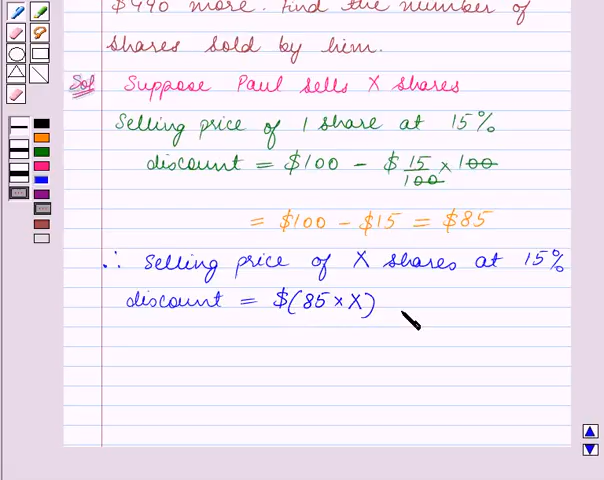 $490 more. Find the number of
shares sold by him.
Sol Suppose Paul sells X shares
Selling price of 1 share at 15%
discount = $100 - $ 15/100 × 100
= $100 - $15 = $85
∴ Selling price of X shares at 15%
discount = $(85 × X)